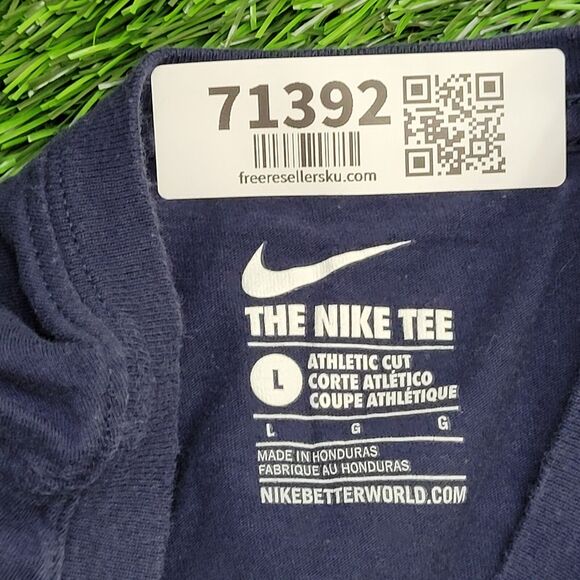 71392
freeresellersku.com
THE NIKE TEE
L
ATHLETIC CUT
CORTE ATLÉTICO
COUPE ATHLÉTIQUE
L G G
MADE IN HONDURAS
FABRIQUE AU HONDURAS
NIKEBETTERWORLD.COM